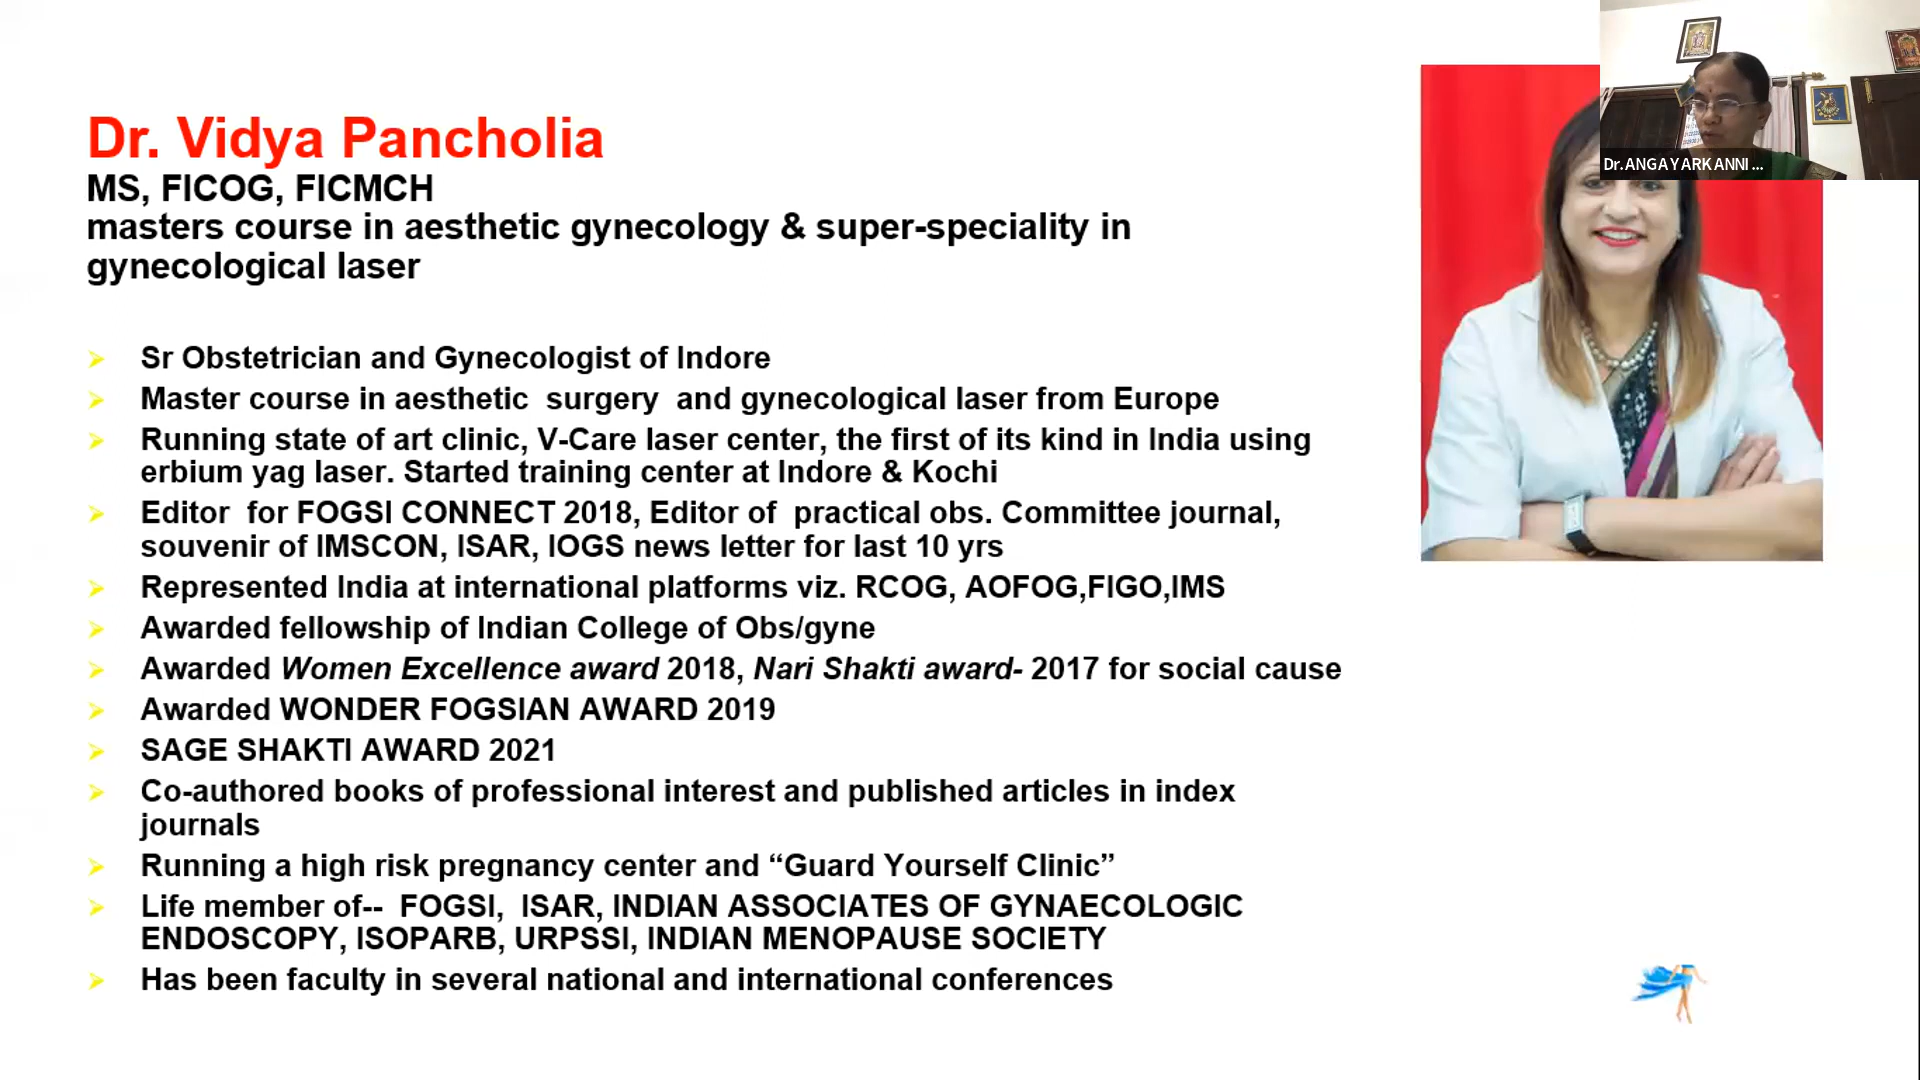 Dr. Vidya Pancholia
MS, FICOG, FICMCH
masters course in aesthetic gynecology & super-speciality in
gynecological laser
Sr Obstetrician and Gynecologist of Indore
Master course in aesthetic surgery and gynecological laser from Europe
Running state of art clinic, V-Care laser center, the first of its kind in India using
erbium yag laser. Started training center at Indore & Kochi
Editor for FOGSI CONNECT 2018, Editor of practical obs. Committee journal,
souvenir of IMSCON, ISAR, IOGS news letter for last 10 yrs
Represented India at international platforms viz. RCOG, AOFOG,FIGO,IMS
Awarded fellowship of Indian College of Obs/gyne
Awarded Women Excellence award 2018, Nari Shakti award- 2017 for social cause
Awarded WONDER FOGSIAN AWARD 2019
SAGE SHAKTI AWARD 2021
Co-authored books of professional interest and published articles in index
journals
Running a high risk pregnancy center and “Guard Yourself Clinic”
Life member of-- FOGSI, ISAR, INDIAN ASSOCIATES OF GYNAECOLOGIC
ENDOSCOPY, ISOPARB, URPSSI, INDIAN MENOPAUSE SOCIETY
Has been faculty in several national and international conferences
Dr.ANGAYARKANNI ...